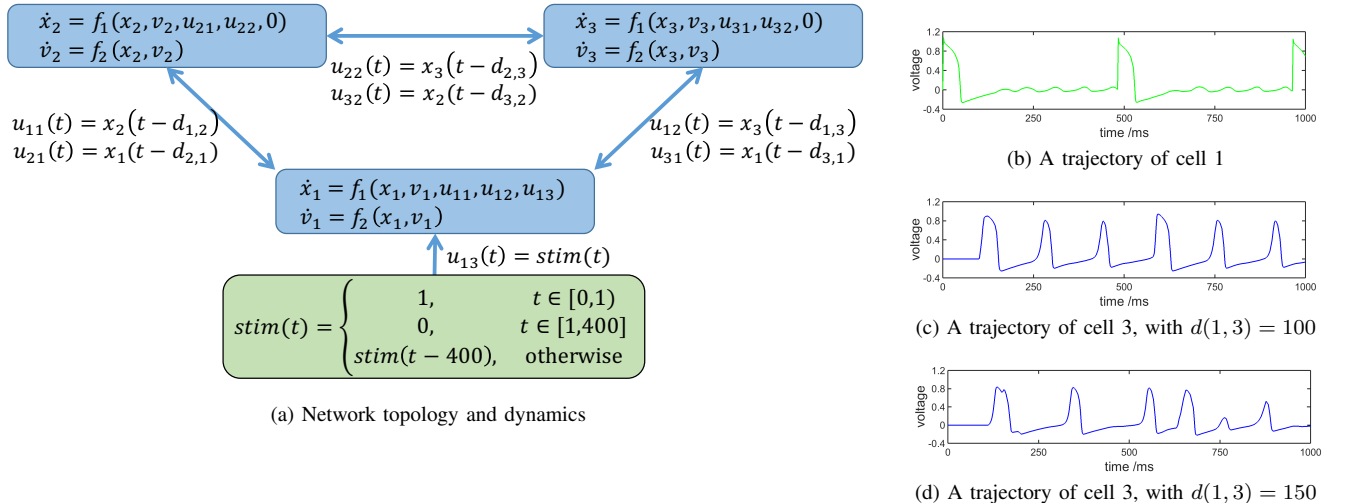 ẋ₂ = f₁(x₂, v₂, u₂₁, u₂₂, 0)
v̇₂ = f₂(x₂, v₂)
ẋ₃ = f₁(x₃, v₃, u₃₁, u₃₂, 0)
v̇₃ = f₂(x₃, v₃)
u₂₂(t) = x₃(t − d₂,₃)
u₃₂(t) = x₂(t − d₃,₂)
u₁₁(t) = x₂(t − d₁,₂)
u₂₁(t) = x₁(t − d₂,₁)
u₁₂(t) = x₃(t − d₁,₃)
u₃₁(t) = x₁(t − d₃,₁)
ẋ₁ = f₁(x₁, v₁, u₁₁, u₁₂, u₁₃)
v̇₁ = f₂(x₁, v₁)
u₁₃(t) = stim(t)
stim(t) = {
1, t ∈ [0,1)
0, t ∈ [1,400]
stim(t − 400), otherwise
(a) Network topology and dynamics
voltage
1.2
0.8
0.4
0
-0.4
0 250 500 750 1000
time /ms
(b) A trajectory of cell 1
voltage
1.2
0.8
0.4
0
-0.4
0 250 500 750 1000
time /ms
(c) A trajectory of cell 3, with d(1, 3) = 100
voltage
1.2
0.8
0.4
0
-0.4
0 250 500 750 1000
time /ms
(d) A trajectory of cell 3, with d(1, 3) = 150